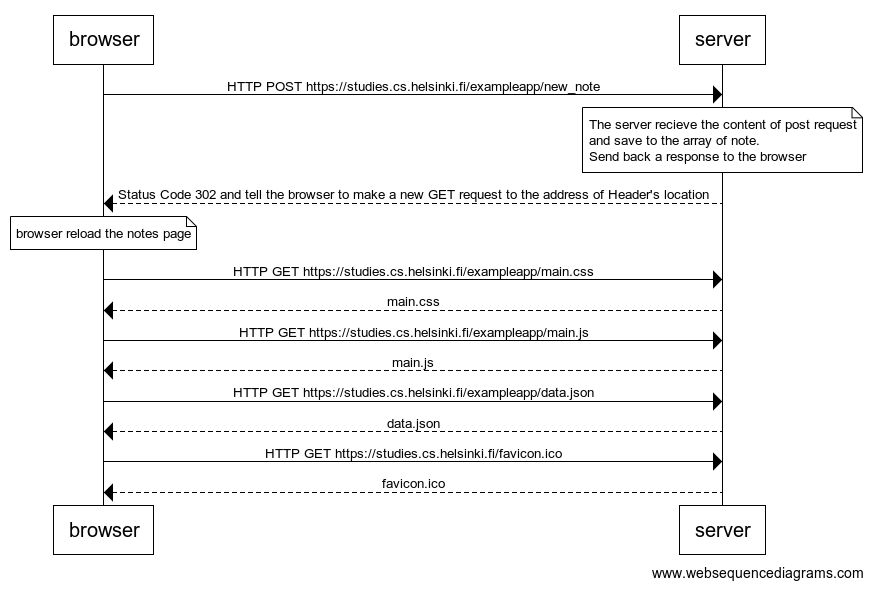 browser
server
HTTP POST https://studies.cs.helsinki.fi/exampleapp/new_note
The server recieve the content of post request
and save to the array of note.
Send back a response to the browser
Status Code 302 and tell the browser to make a new GET request to the address of Header's location
browser reload the notes page
HTTP GET https://studies.cs.helsinki.fi/exampleapp/main.css
main.css
HTTP GET https://studies.cs.helsinki.fi/exampleapp/main.js
main.js
HTTP GET https://studies.cs.helsinki.fi/exampleapp/data.json
data.json
HTTP GET https://studies.cs.helsinki.fi/favicon.ico
favicon.ico
browser
server
www.websequencediagrams.com